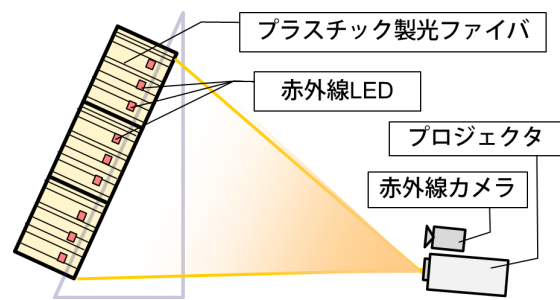 プラスチック製光ファイバ
赤外線LED
プロジェクタ
赤外線カメラ